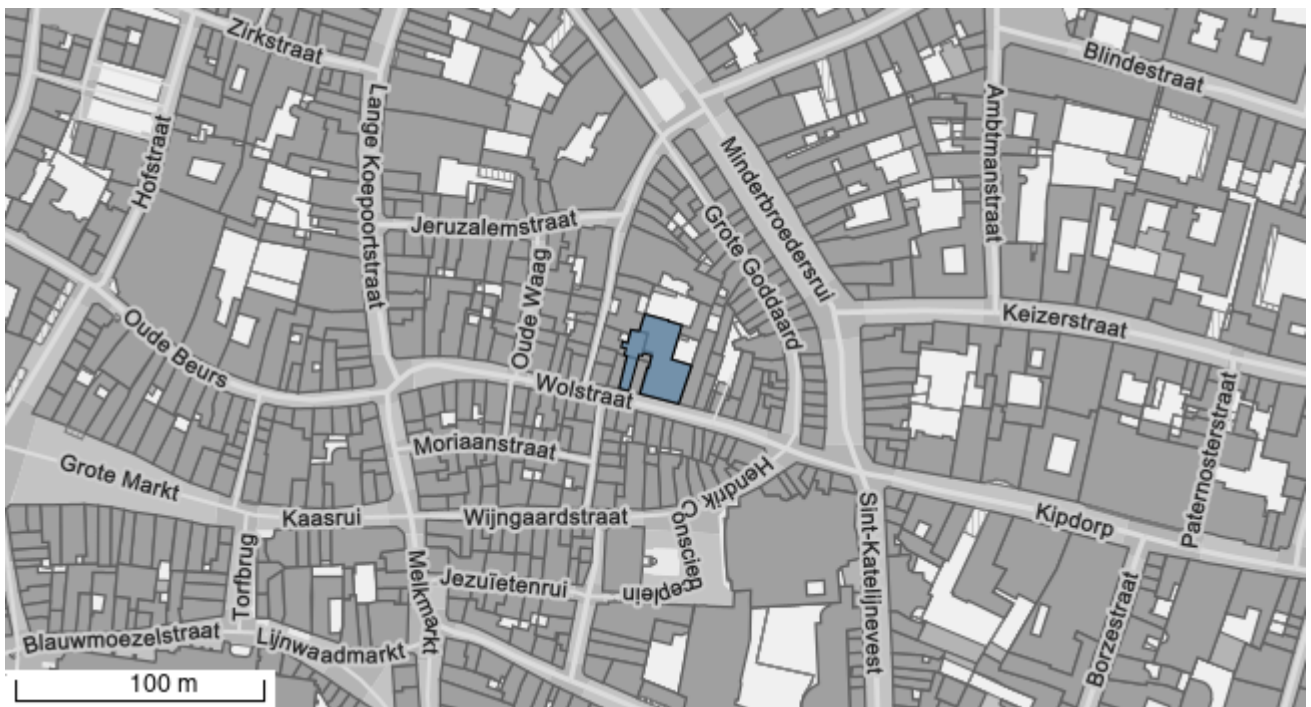 Zirkstraat
Blindestraat
Lange Koepoortstraat
Hofstraat
Ambtmanstraat
Minderbroedersrui
Jeruzalemstraat
Grote Goddaard
Oude Waag
Keizerstraat
Oude Beurs
Wolstraat
Paternosterstraat
Moriaanstraat
Grote Markt
Hendrik Conscienceplein
Kaasrui
Wijngaardstraat
Sint-Katelijnevest
Kipdorp
Torfbrug
Melkmarkt
Jezuïetenrui
Blauwmoezelstraat
Lijnwaadmarkt
Borzestraat
100 m